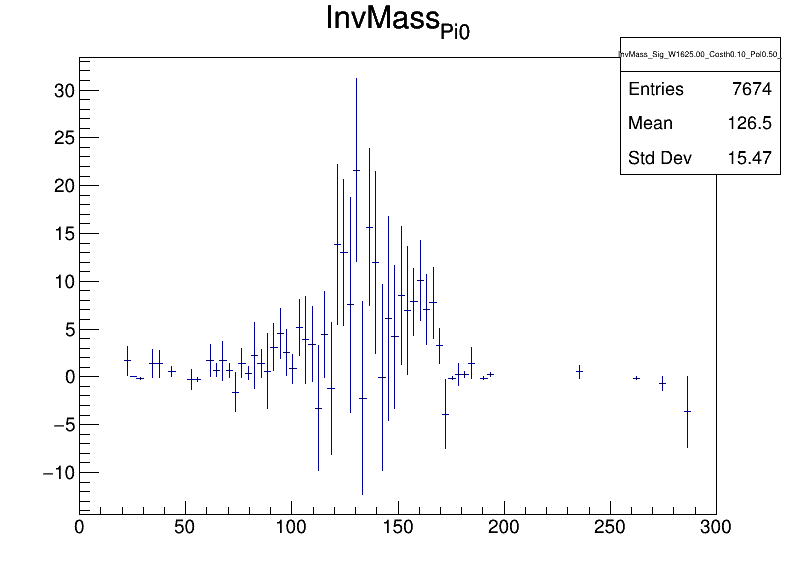 InvMass_Pi0
InvMass_Sig_W1625.00_Costh0.10_Pol0.50_
Entries 7674
Mean 126.5
Std Dev 15.47
30
25
20
15
10
5
0
−5
−10
0 50 100 150 200 250 300